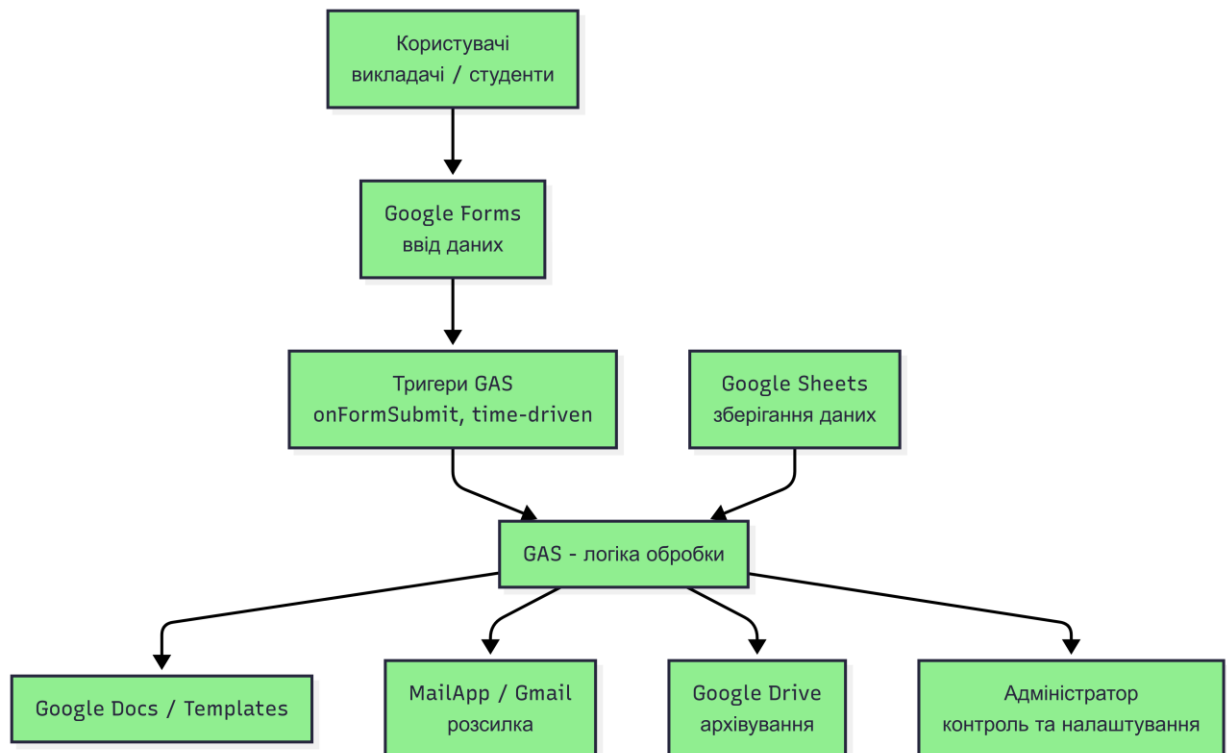 Користувачі
викладачі / студенти
Google Forms
ввід даних
Тригери GAS
onFormSubmit, time-driven
Google Sheets
зберігання даних
GAS - логіка обробки
Google Docs / Templates
MailApp / Gmail
розсилка
Google Drive
архівування
Адміністратор
контроль та налаштування